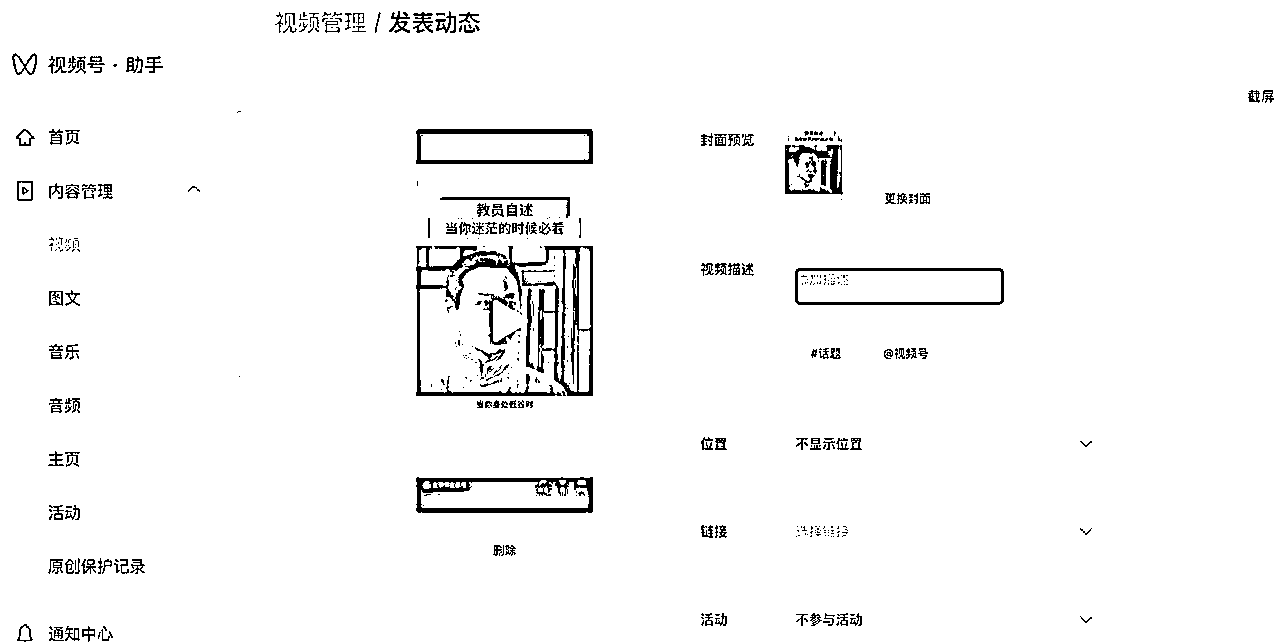 视频管理 / 发表动态
视频号 · 助手
截屏
首页
内容管理
视频
图文
音乐
音频
主页
活动
原创保护记录
通知中心
教员自述
当你迷茫的时候必看
当你身处低谷时
删除
封面预览
更换封面
视频描述
添加描述
#话题
@视频号
位置
不显示位置
链接
选择链接
活动
不参与活动